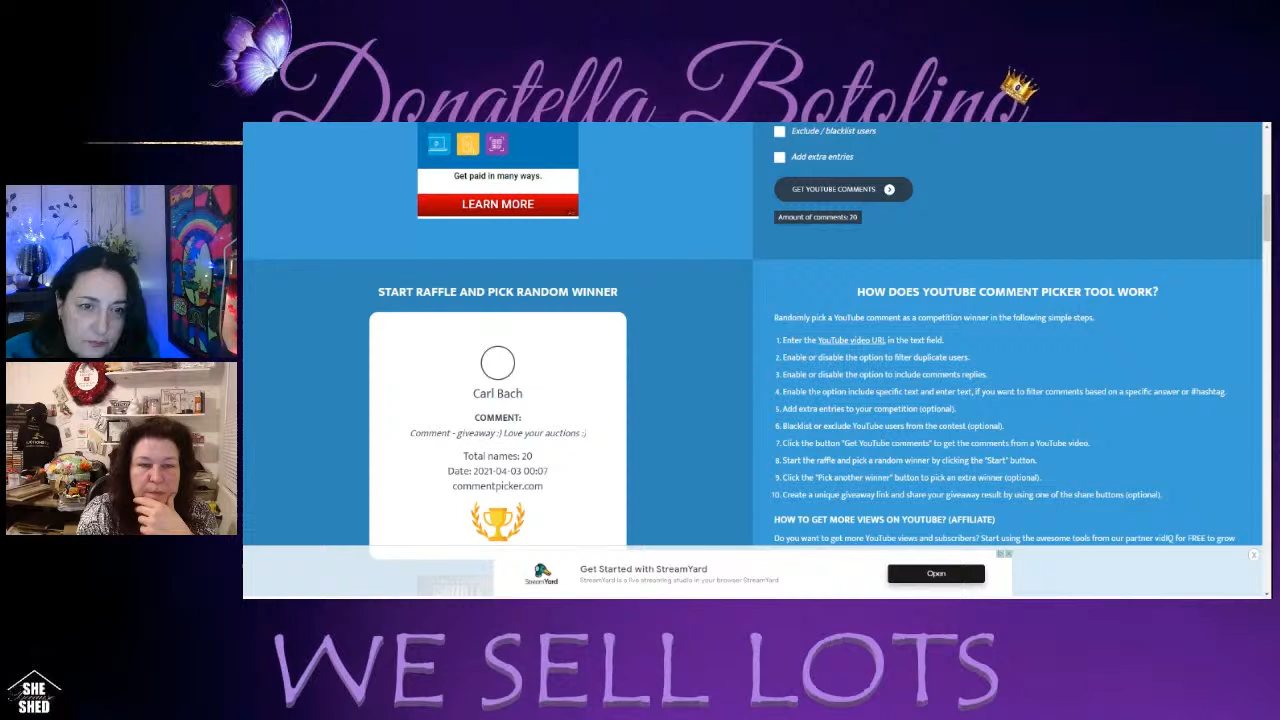 Donatella Botolino
Exclude / blacklist users
Add extra entries
GET YOUTUBE COMMENTS
Amount of comments: 20
Get paid in many ways.
LEARN MORE
START RAFFLE AND PICK RANDOM WINNER
Carl Bach
COMMENT:
Comment - giveaway :) Love your auctions :)
Total names: 20
Date: 2021-04-03 00:07
commentpicker.com
HOW DOES YOUTUBE COMMENT PICKER TOOL WORK?
Randomly pick a YouTube comment as a competition winner in the following simple steps.
1. Enter the YouTube video URL in the text field.
2. Enable or disable the option to filter duplicate users.
3. Enable or disable the option to include comments replies.
4. Enable the option include specific text and enter text, if you want to filter comments based on a specific answer or #hashtag.
5. Add extra entries to your competition (optional).
6. Blacklist or exclude YouTube users from the contest (optional).
7. Click the button "Get YouTube comments" to get the comments from a YouTube video.
8. Start the raffle and pick a random winner by clicking the "Start" button.
9. Click the "Pick another winner" button to pick an extra winner (optional).
10. Create a unique giveaway link and share your giveaway result by using one of the share buttons (optional).
HOW TO GET MORE VIEWS ON YOUTUBE? (AFFILIATE)
Do you want to get more YouTube views and subscribers? Start using the awesome tools from our partner vidIQ for FREE to grow
StreamYard
Get Started with StreamYard
StreamYard is a live streaming studio in your browser StreamYard
Open
WE SELL LOTS
SHE
SHED